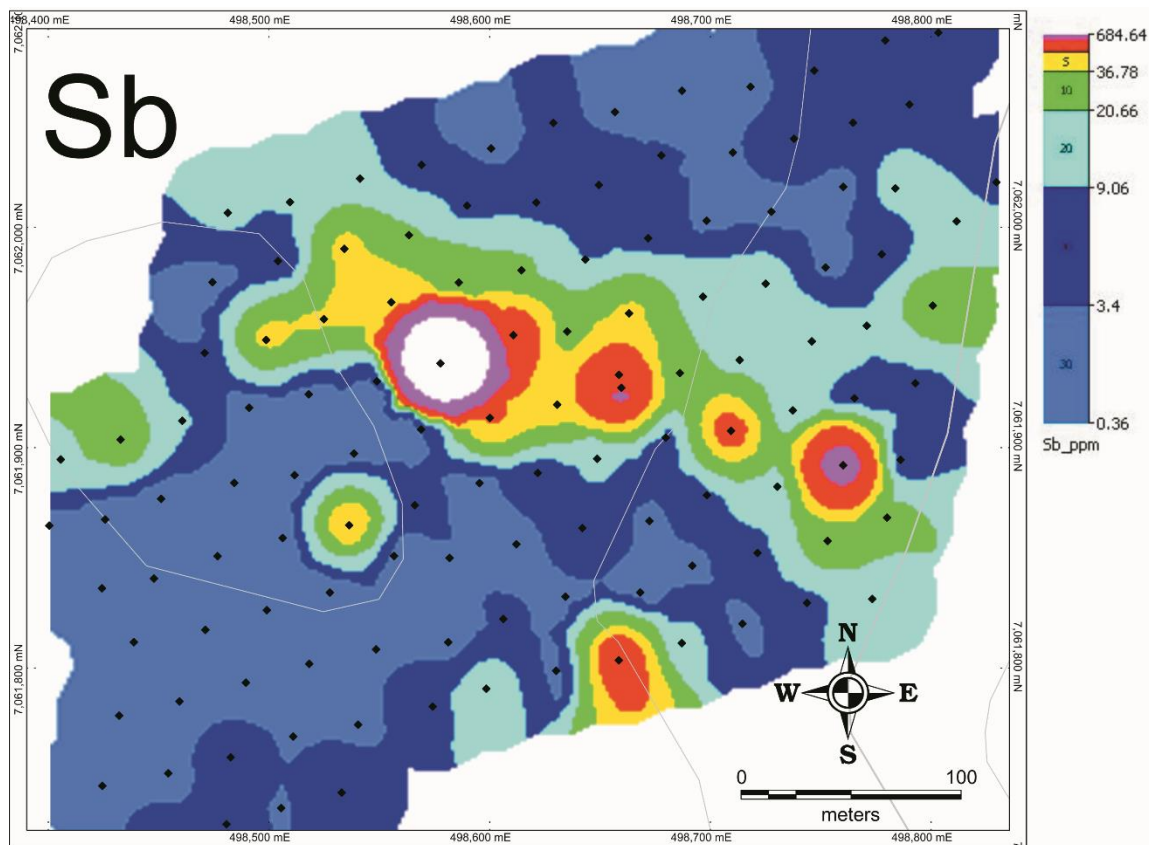 498,400 mE 498,500 mE 498,600 mE 498,700 mE 498,800 mE mN
7,062,000 mN
7,061,900 mN
7,061,800 mN
Sb
7,062,000 mN
7,061,900 mN
7,061,800 mN
N
W E
S
0 100
meters
498,500 mE 498,600 mE 498,700 mE 498,800 mE
684.64
5
36.78
10
20.66
20
9.06
3.4
30
0.36
Sb_ppm